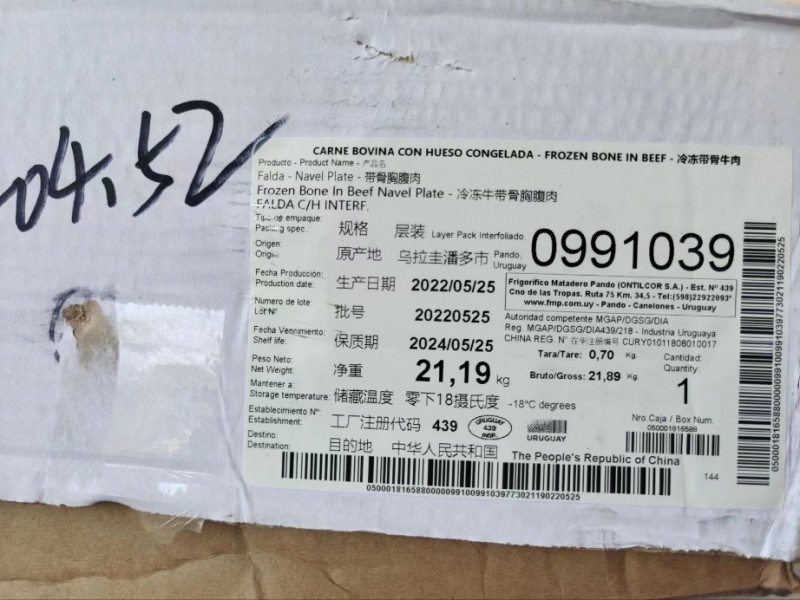 04.52
CARNE BOVINA CON HUESO CONGELADA - FROZEN BONE IN BEEF - 冷冻带骨牛肉
Producto - Product Name - 产品名
Falda - Navel Plate - 带骨胸腹肉
Frozen Bone In Beef Navel Plate - 冷冻牛带骨胸腹肉
FALDA C/H INTERF.
Tipo de empaque:
Packing spec.: 规格 层装 Layer Pack Interfoliado.
Origen:
Origin: 原产地 乌拉圭潘多市 Pando, Uruguay
0991039
Fecha Producción:
Production date: 生产日期 2022/05/25
Numero de lote:
Lot N° 批号 20220525
Fecha Vennimiento:
Shelf life: 保质期 2024/05/25
Peso Neto:
Net Weight: 净重 21,19 kg.
Mantener a:
Storage temperature: 储藏温度 零下18摄氏度 -18°C degrees
Establecimiento N°:
Establishment: 工厂注册代码 439
URUGUAY
439
INSP.
URUGUAY
Destino:
Destination: 目的地 中华人民共和国 The People's Republic of China
Frigorifico Matadero Pando (ONTILCOR S.A.) - Est. N° 439
Cno de las Tropas. Ruta 75 Km. 34,5 - Tel:(598)22922093*
www.fmp.com.uy - Pando - Canelones - Uruguay
Autoridad competente MGAP/DGSG/DIA
Reg. MGAP/DGSG/DIA439/218 - Industria Uruguaya
CHINA REG. N° 在华注册编号 CURY01011808010017
Tara/Tare: 0,70 Kg.
Bruto/Gross: 21,89 Kg.
Cantidad:
Quantity:
1
Nro.Caja / Box Num.
050001816588
144
05000181658800000991009910397730211902205​25
05000181658800000991009910397730211902205​25